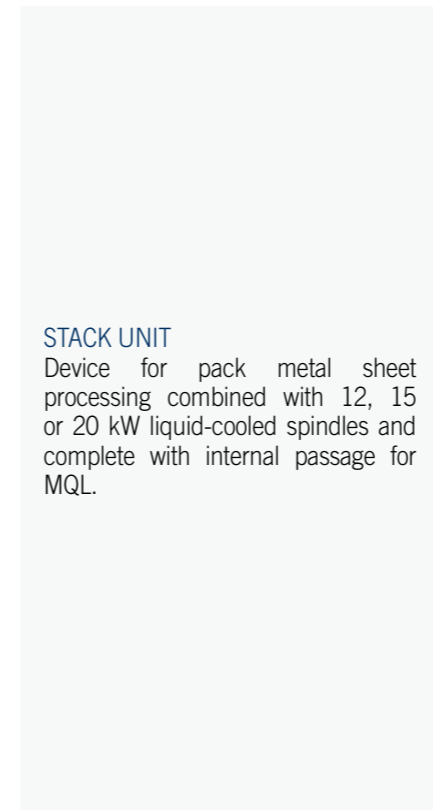 STACK UNIT
Device for pack metal sheet
processing combined with 12, 15
or 20 kW liquid-cooled spindles and
complete with internal passage for
MQL.